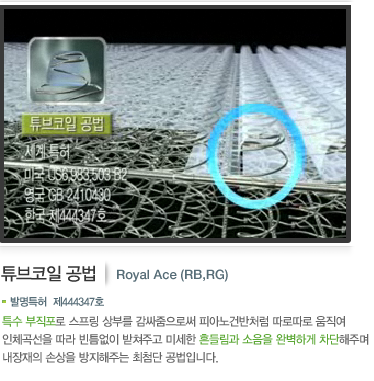 튜브코일 공법
세계 특허
미국 US6,983,503 B2
영국 GB 2410430
한국 제444347호
튜브코일 공법 Royal Ace (RB,RG)
발명특허 제444347호
특수 부직포로 스프링 상부를 감싸줌으로써 피아노건반처럼 따로따로 움직여
인체곡선을 따라 빈틈없이 받쳐주고 미세한 흔들림과 소음을 완벽하게 차단해주며
내장재의 손상을 방지해주는 최첨단 공법입니다.